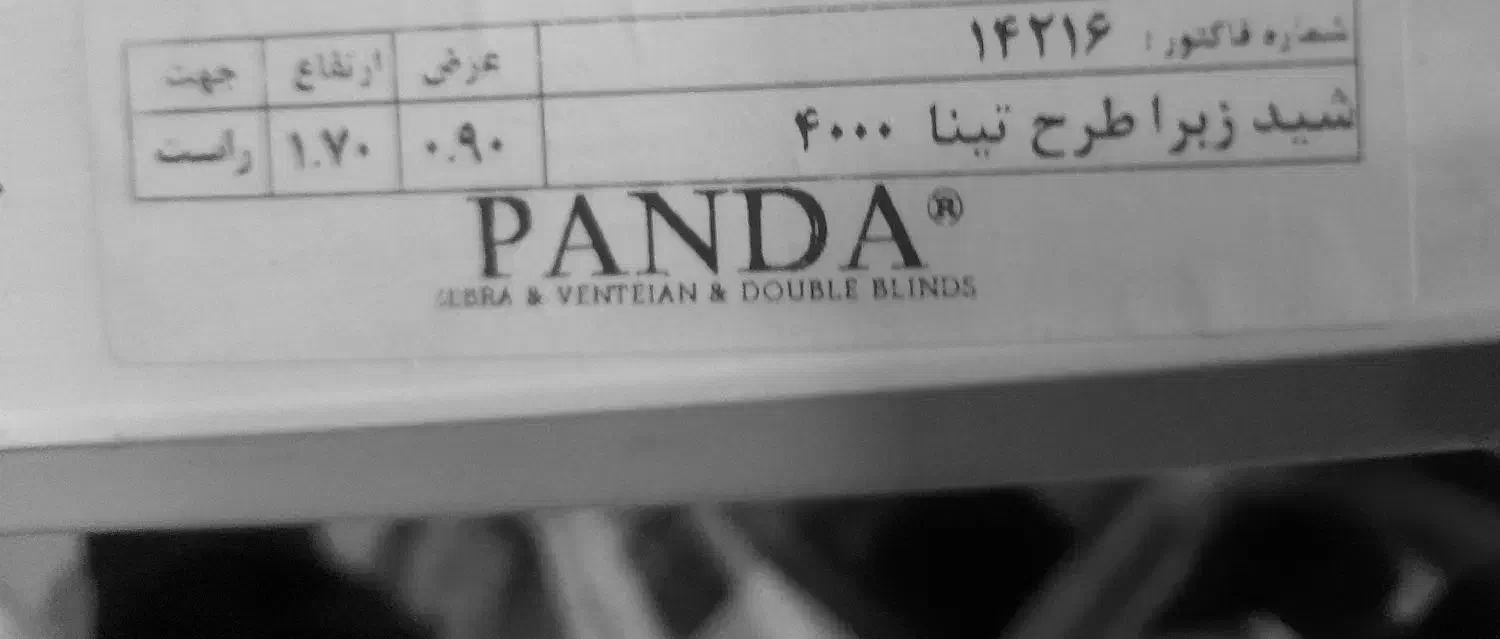 شماره فاکتور: ۱۴۲۱۶ عرض ارتفاع جهت
شید زبرا طرح تینا ۴۰۰۰ ۰.۹۰ ۱.۷۰ راست
PANDA®
ZEBRA & VENTEIAN & DOUBLE BLINDS